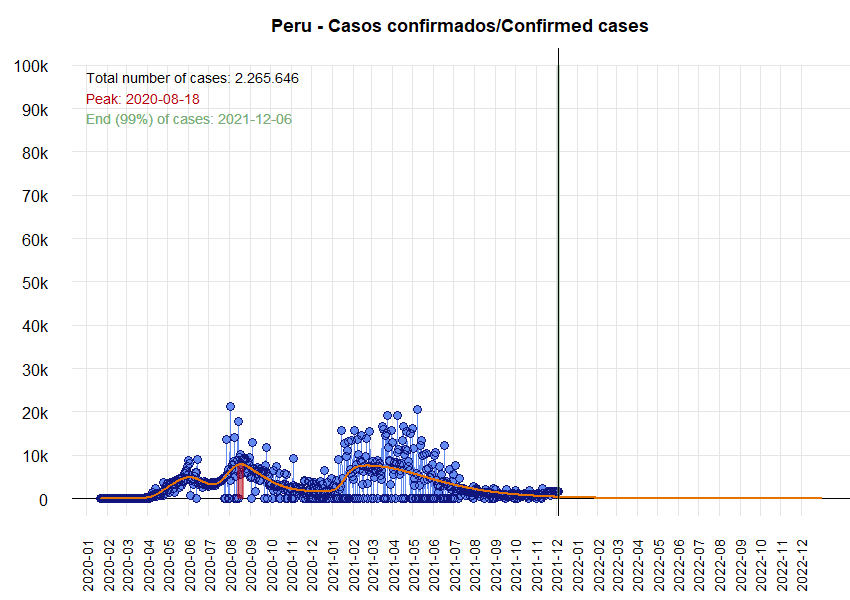 Peru - Casos confirmados/Confirmed cases
100k
90k
80k
70k
60k
50k
40k
30k
20k
10k
0
Total number of cases: 2.265.646
Peak: 2020-08-18
End (99%) of cases: 2021-12-06
2020-01
2020-02
2020-03
2020-04
2020-05
2020-06
2020-07
2020-08
2020-09
2020-10
2020-11
2020-12
2021-01
2021-02
2021-03
2021-04
2021-05
2021-06
2021-07
2021-08
2021-09
2021-10
2021-11
2021-12
2022-01
2022-02
2022-03
2022-04
2022-05
2022-06
2022-07
2022-08
2022-09
2022-10
2022-11
2022-12